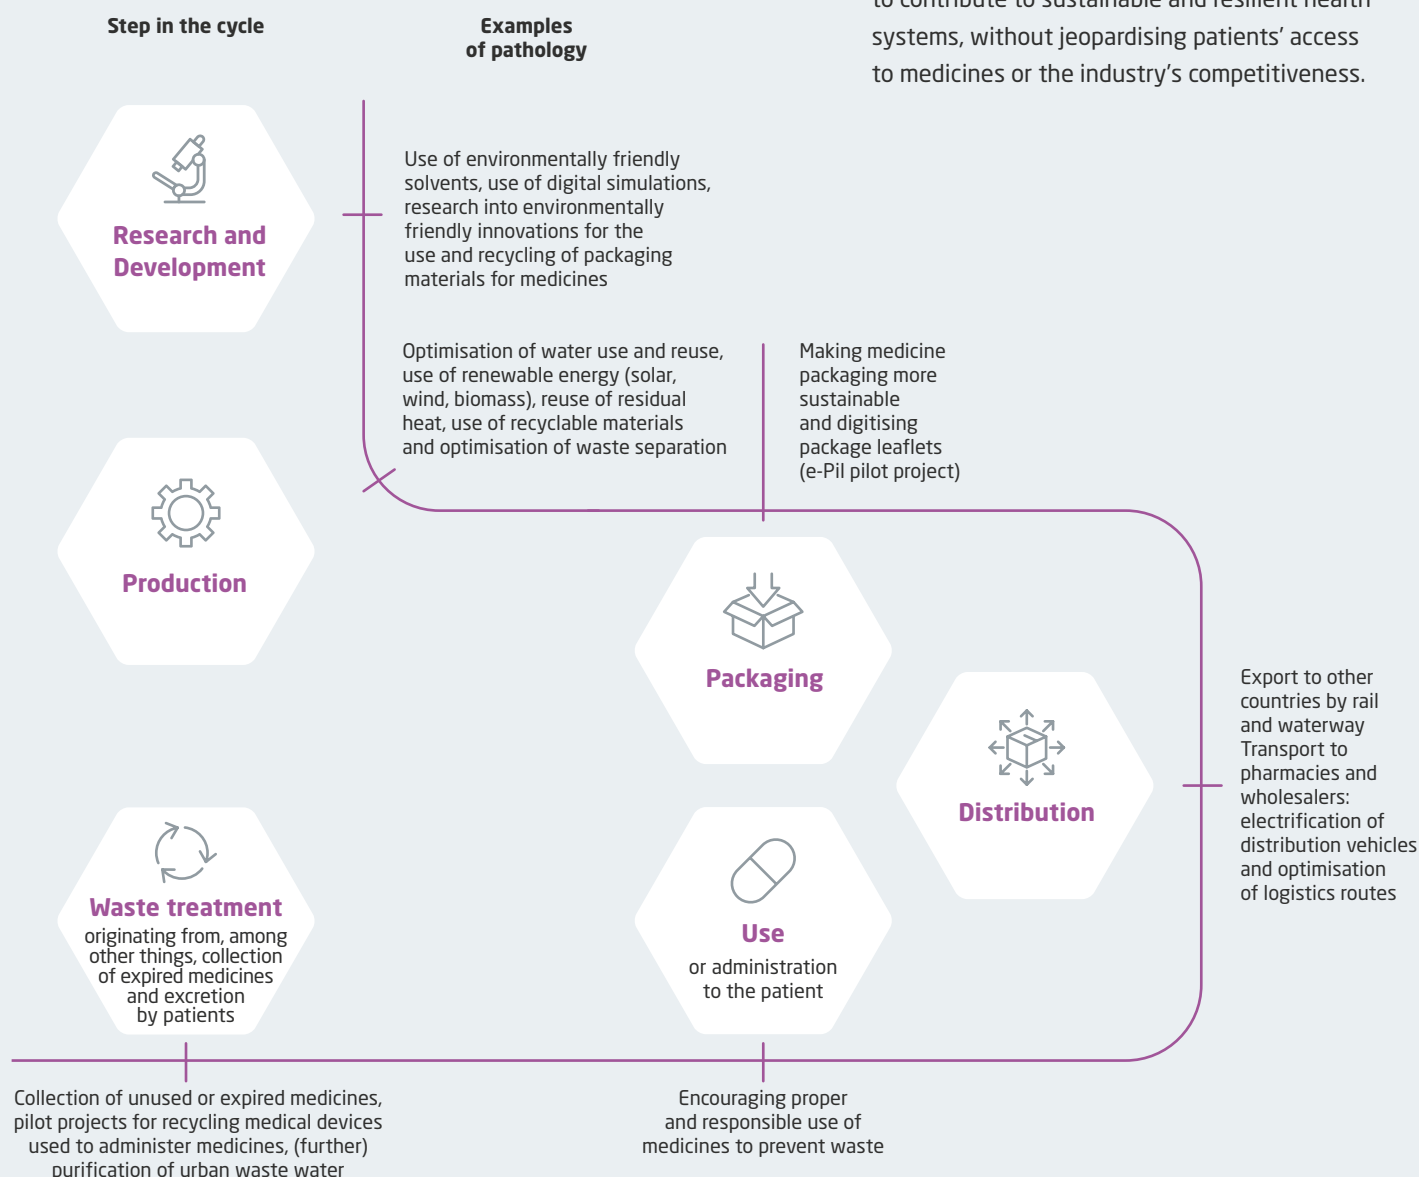 to contribute to sustainable and resilient health
systems, without jeopardising patients' access
to medicines or the industry's competitiveness.
Step in the cycle
Examples
of pathology
Research and
Development
Use of environmentally friendly
solvents, use of digital simulations,
research into environmentally
friendly innovations for the
use and recycling of packaging
materials for medicines
Production
Optimisation of water use and reuse,
use of renewable energy (solar,
wind, biomass), reuse of residual
heat, use of recyclable materials
and optimisation of waste separation
Making medicine
packaging more
sustainable
and digitising
package leaflets
(e-Pil pilot project)
Packaging
Distribution
Export to other
countries by rail
and waterway
Transport to
pharmacies and
wholesalers:
electrification of
distribution vehicles
and optimisation
of logistics routes
Use
or administration
to the patient
Encouraging proper
and responsible use of
medicines to prevent waste
Waste treatment
originating from, among
other things, collection
of expired medicines
and excretion
by patients
Collection of unused or expired medicines,
pilot projects for recycling medical devices
used to administer medicines, (further)
purification of urban waste water